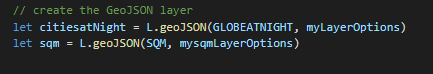 // create the GeoJSON layer
let citiesatNight = L.geoJSON(GLOBEATNIGHT, myLayerOptions)
let sqm = L.geoJSON(SQM, mysqmLayerOptions)